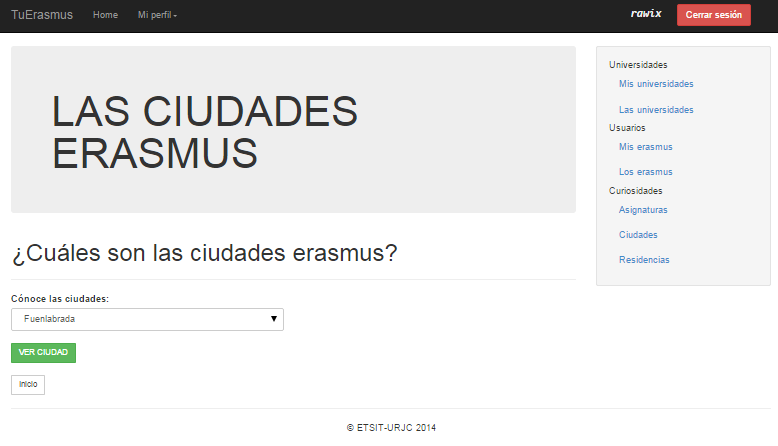 TuErasmus Home Mi perfil rawix Cerrar sesión
LAS CIUDADES
ERASMUS
¿Cuáles son las ciudades erasmus?
Cónoce las ciudades:
Fuenlabrada
VER CIUDAD
Inicio
Universidades
Mis universidades
Las universidades
Usuarios
Mis erasmus
Los erasmus
Curiosidades
Asignaturas
Ciudades
Residencias
© ETSIT-URJC 2014